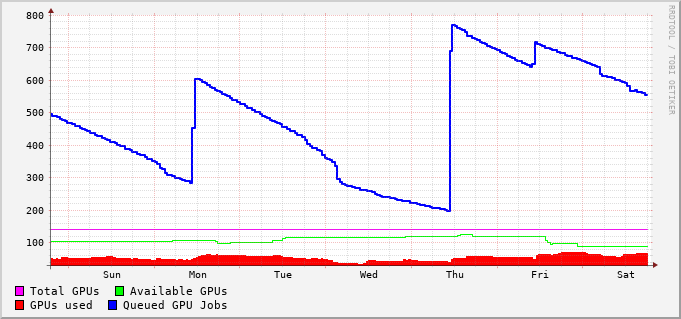 800
700
600
500
400
300
200
100
Sun Mon Tue Wed Thu Fri Sat
Total GPUs Available GPUs
GPUs used Queued GPU Jobs
RRDTOOL / TOBI OETIKER